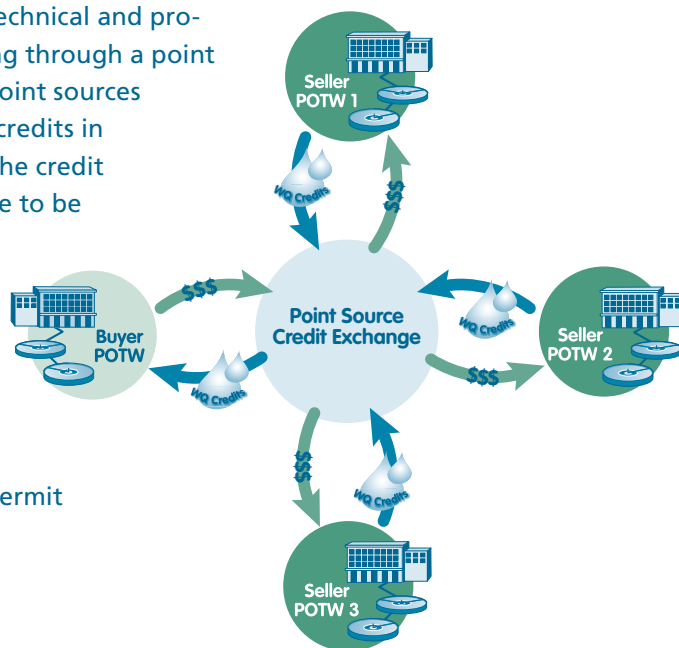 echnical and pro-
ng through a point
oint sources
credits in
he credit
e to be
ermit
Seller
POTW 1
WQ Credits
$$$
Buyer
POTW
$$$
WQ Credits
Point Source
Credit Exchange
WQ Credits
$$$
Seller
POTW 2
$$$
WQ Credits
Seller
POTW 3